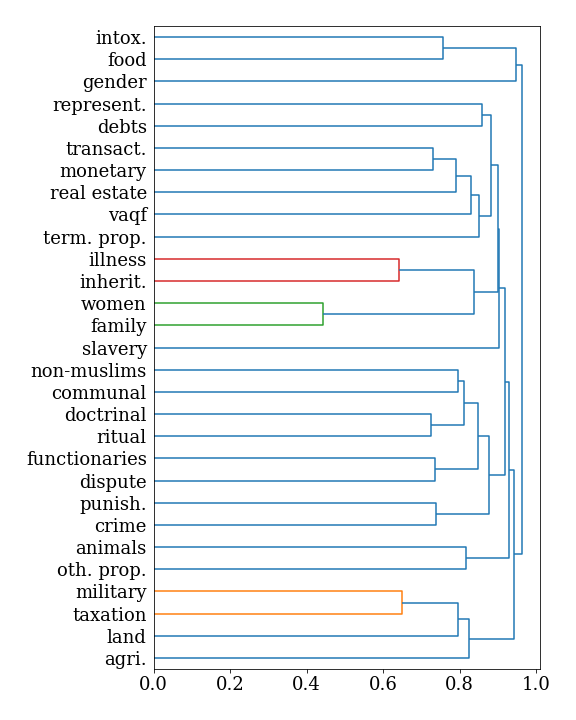 intox.
food
gender
represent.
debts
transact.
monetary
real estate
vaqf
term. prop.
illness
inherit.
women
family
slavery
non-muslims
communal
doctrinal
ritual
functionaries
dispute
punish.
crime
animals
oth. prop.
military
taxation
land
agri.
0.0 0.2 0.4 0.6 0.8 1.0